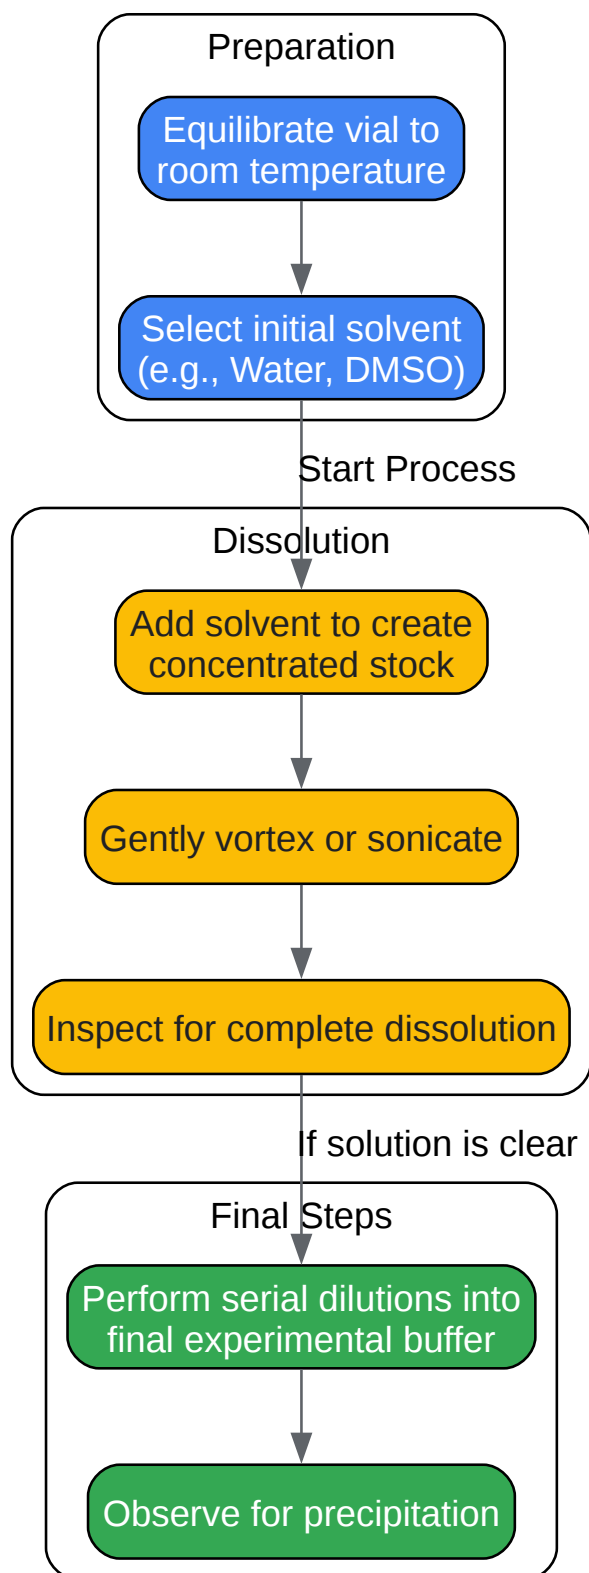 Preparation
Equilibrate vial to
room temperature
Select initial solvent
(e.g., Water, DMSO)
Start Process
Dissolution
Add solvent to create
concentrated stock
Gently vortex or sonicate
Inspect for complete dissolution
If solution is clear
Final Steps
Perform serial dilutions into
final experimental buffer
Observe for precipitation